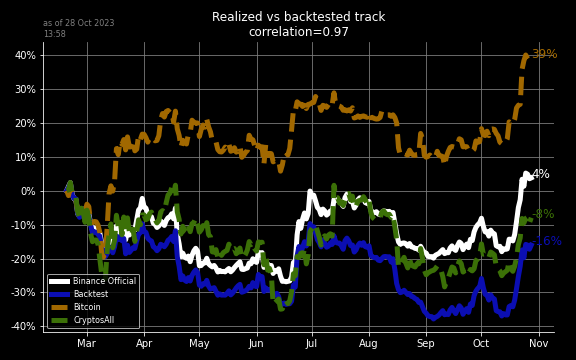 as of 28 Oct 2023
13:58
Realized vs backtested track
correlation=0.97
40%
30%
20%
10%
0%
-10%
-20%
-30%
-40%
39%
4%
-8%
-16%
Binance Official
Backtest
Bitcoin
CryptosAll
Mar Apr May Jun Jul Aug Sep Oct Nov